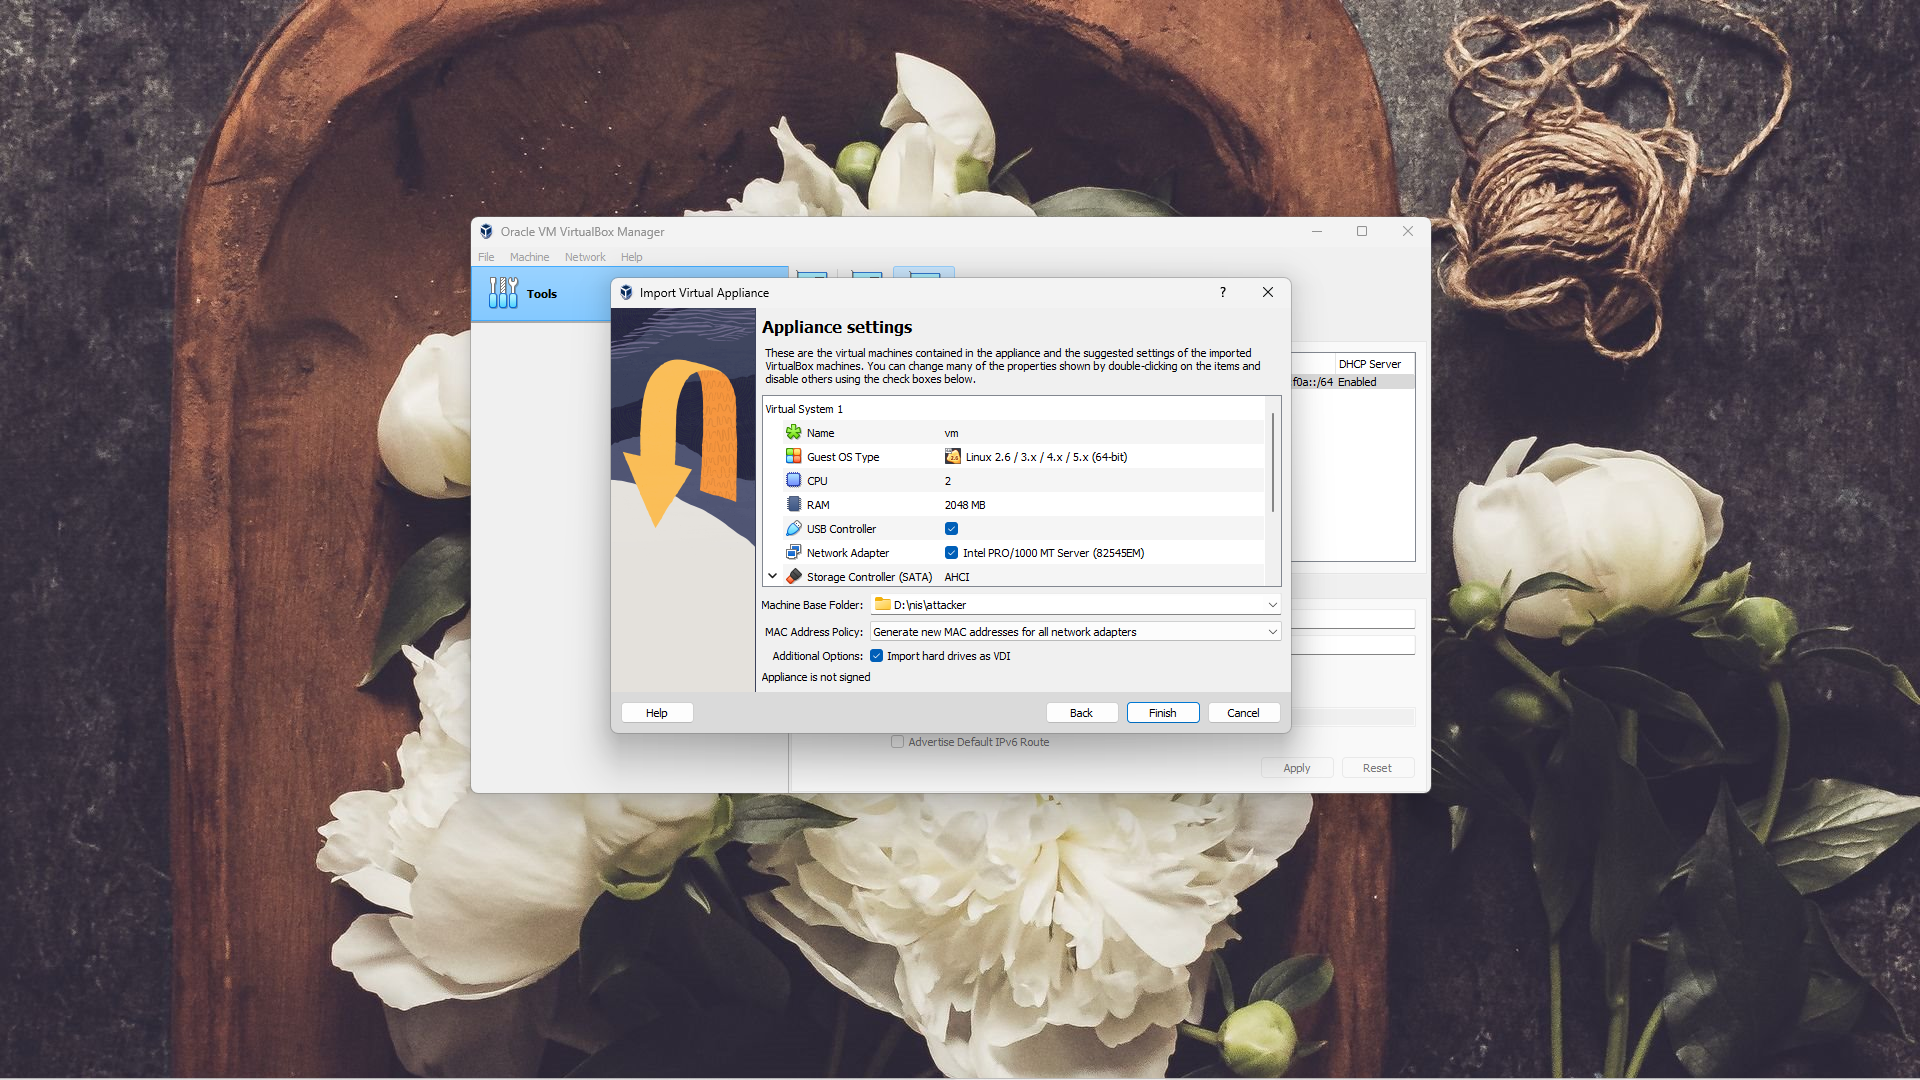 Oracle VM VirtualBox Manager
File Machine Network Help
Tools
Import Virtual Appliance
?
Appliance settings
These are the virtual machines contained in the appliance and the suggested settings of the imported
VirtualBox machines. You can change many of the properties shown by double-clicking on the items and
disable others using the check boxes below.
DHCP Server
f0a::/64 Enabled
Virtual System 1
Name vm
Guest OS Type Linux 2.6 / 3.x / 4.x / 5.x (64-bit)
CPU 2
RAM 2048 MB
USB Controller
Network Adapter Intel PRO/1000 MT Server (82545EM)
Storage Controller (SATA) AHCI
Machine Base Folder: D:\nis\attacker
MAC Address Policy: Generate new MAC addresses for all network adapters
Additional Options: Import hard drives as VDI
Appliance is not signed
Help Back Finish Cancel
Advertise Default IPv6 Route
Apply Reset